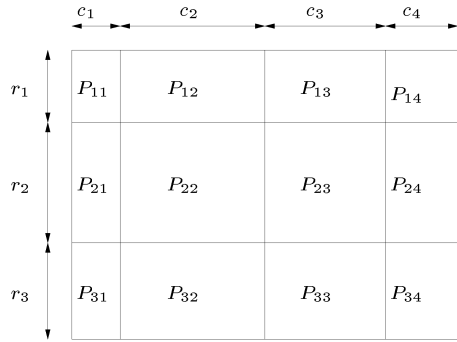 c₁ c₂ c₃ c₄
r₁ P₁₁ P₁₂ P₁₃ P₁₄
r₂ P₂₁ P₂₂ P₂₃ P₂₄
r₃ P₃₁ P₃₂ P₃₃ P₃₄